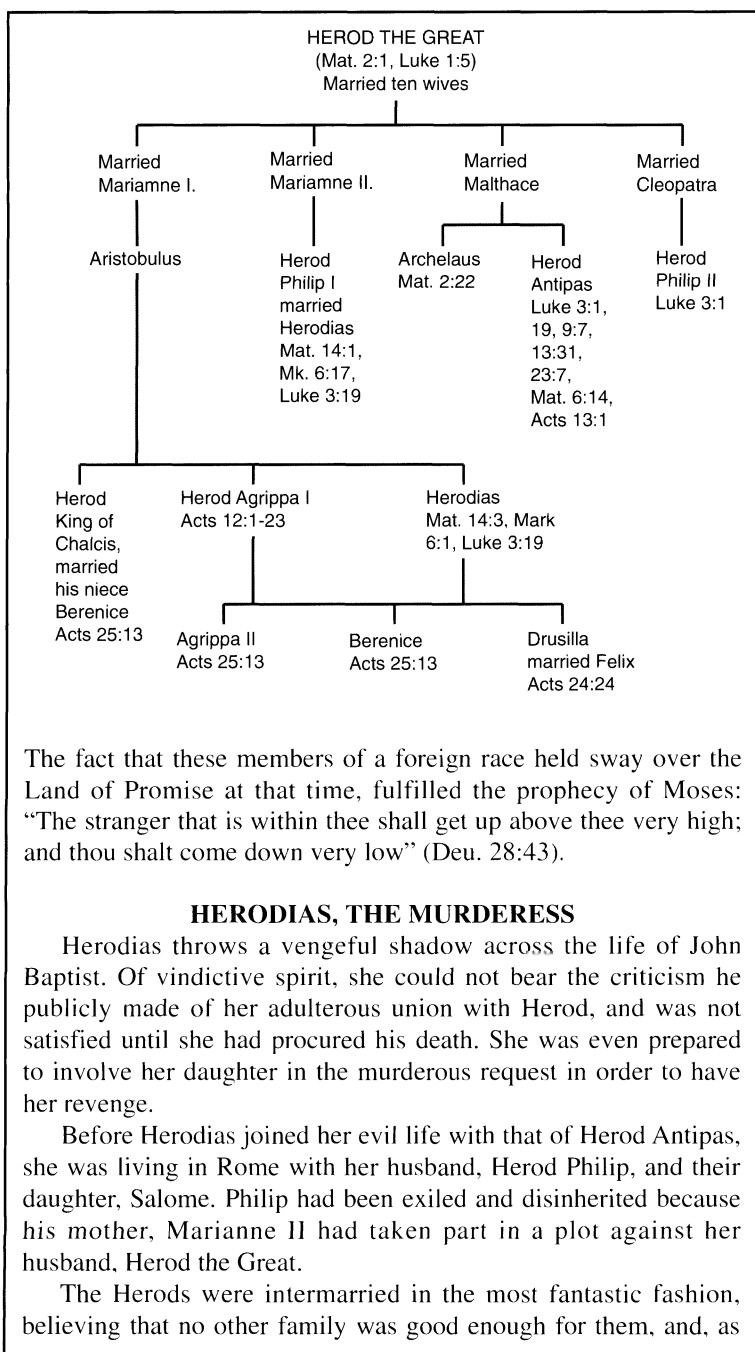 HEROD THE GREAT
(Mat. 2:1, Luke 1:5)
Married ten wives
Married
Mariamne I.
Married
Mariamne II.
Married
Malthace
Married
Cleopatra
Aristobulus
Herod
Philip I
married
Herodias
Mat. 14:1,
Mk. 6:17,
Luke 3:19
Archelaus
Mat. 2:22
Herod
Antipas
Luke 3:1,
19, 9:7,
13:31,
23:7,
Mat. 6:14,
Acts 13:1
Herod
Philip II
Luke 3:1
Herod
King of
Chalcis,
married
his niece
Berenice
Acts 25:13
Herod Agrippa I
Acts 12:1-23
Herodias
Mat. 14:3, Mark
6:1, Luke 3:19
Agrippa II
Acts 25:13
Berenice
Acts 25:13
Drusilla
married Felix
Acts 24:24
The fact that these members of a foreign race held sway over the
Land of Promise at that time, fulfilled the prophecy of Moses:
“The stranger that is within thee shall get up above thee very high;
and thou shalt come down very low” (Deu. 28:43).
HERODIAS, THE MURDERESS
Herodias throws a vengeful shadow across the life of John
Baptist. Of vindictive spirit, she could not bear the criticism he
publicly made of her adulterous union with Herod, and was not
satisfied until she had procured his death. She was even prepared
to involve her daughter in the murderous request in order to have
her revenge.
Before Herodias joined her evil life with that of Herod Antipas,
she was living in Rome with her husband, Herod Philip, and their
daughter, Salome. Philip had been exiled and disinherited because
his mother, Marianne II had taken part in a plot against her
husband, Herod the Great.
The Herods were intermarried in the most fantastic fashion,
believing that no other family was good enough for them, and, as